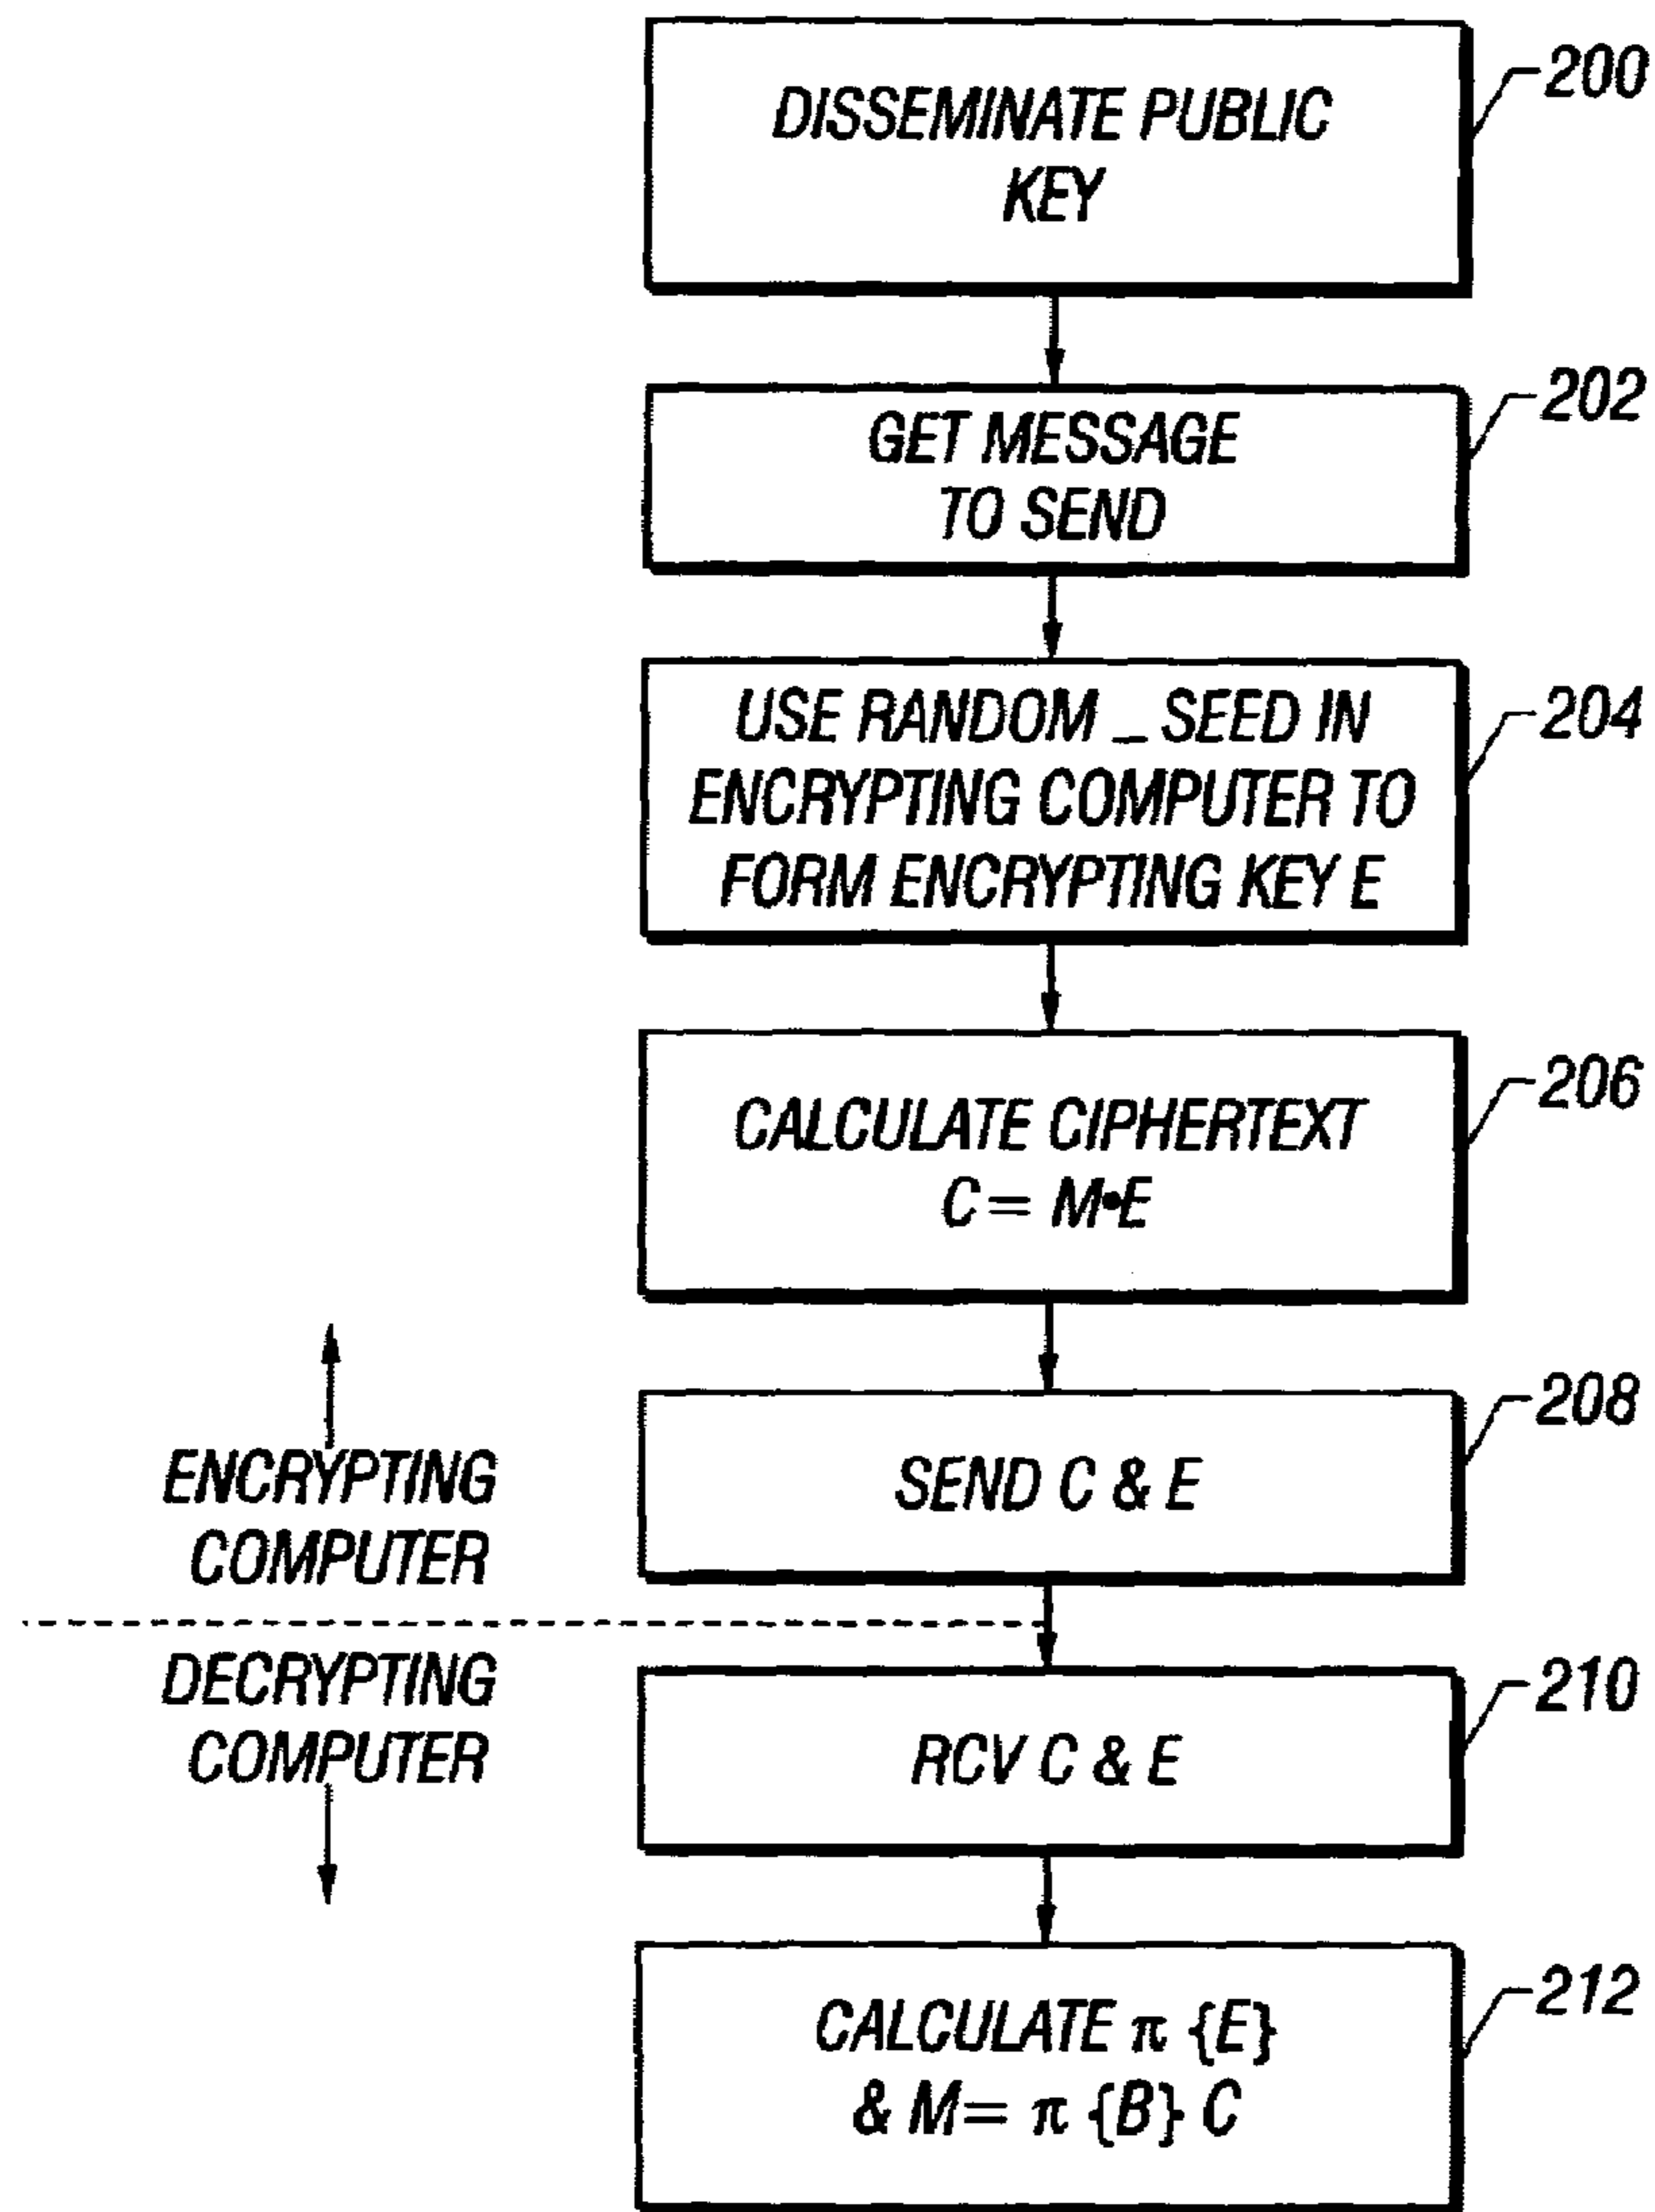 DISSEMINATE PUBLIC
KEY
200
GET MESSAGE
TO SEND
202
USE RANDOM _ SEED IN
ENCRYPTING COMPUTER TO
FORM ENCRYPTING KEY E
204
CALCULATE CIPHERTEXT
C = M•E
206
SEND C & E
208
ENCRYPTING
COMPUTER
DECRYPTING
COMPUTER
RCV C & E
210
CALCULATE π {E}
& M= π {B} C
212